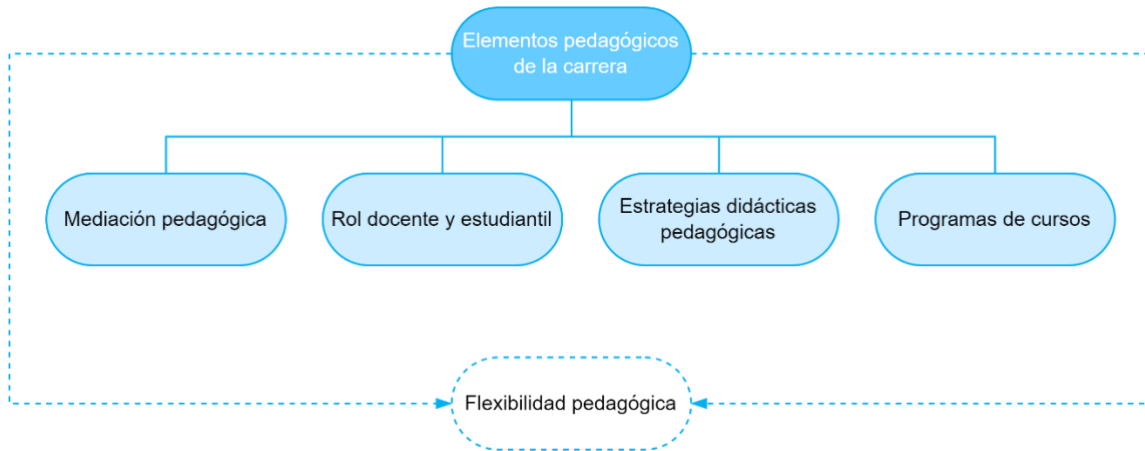 Elementos pedagógicos
de la carrera
Mediación pedagógica
Rol docente y estudiantil
Estrategias didácticas
pedagógicas
Programas de cursos
Flexibilidad pedagógica